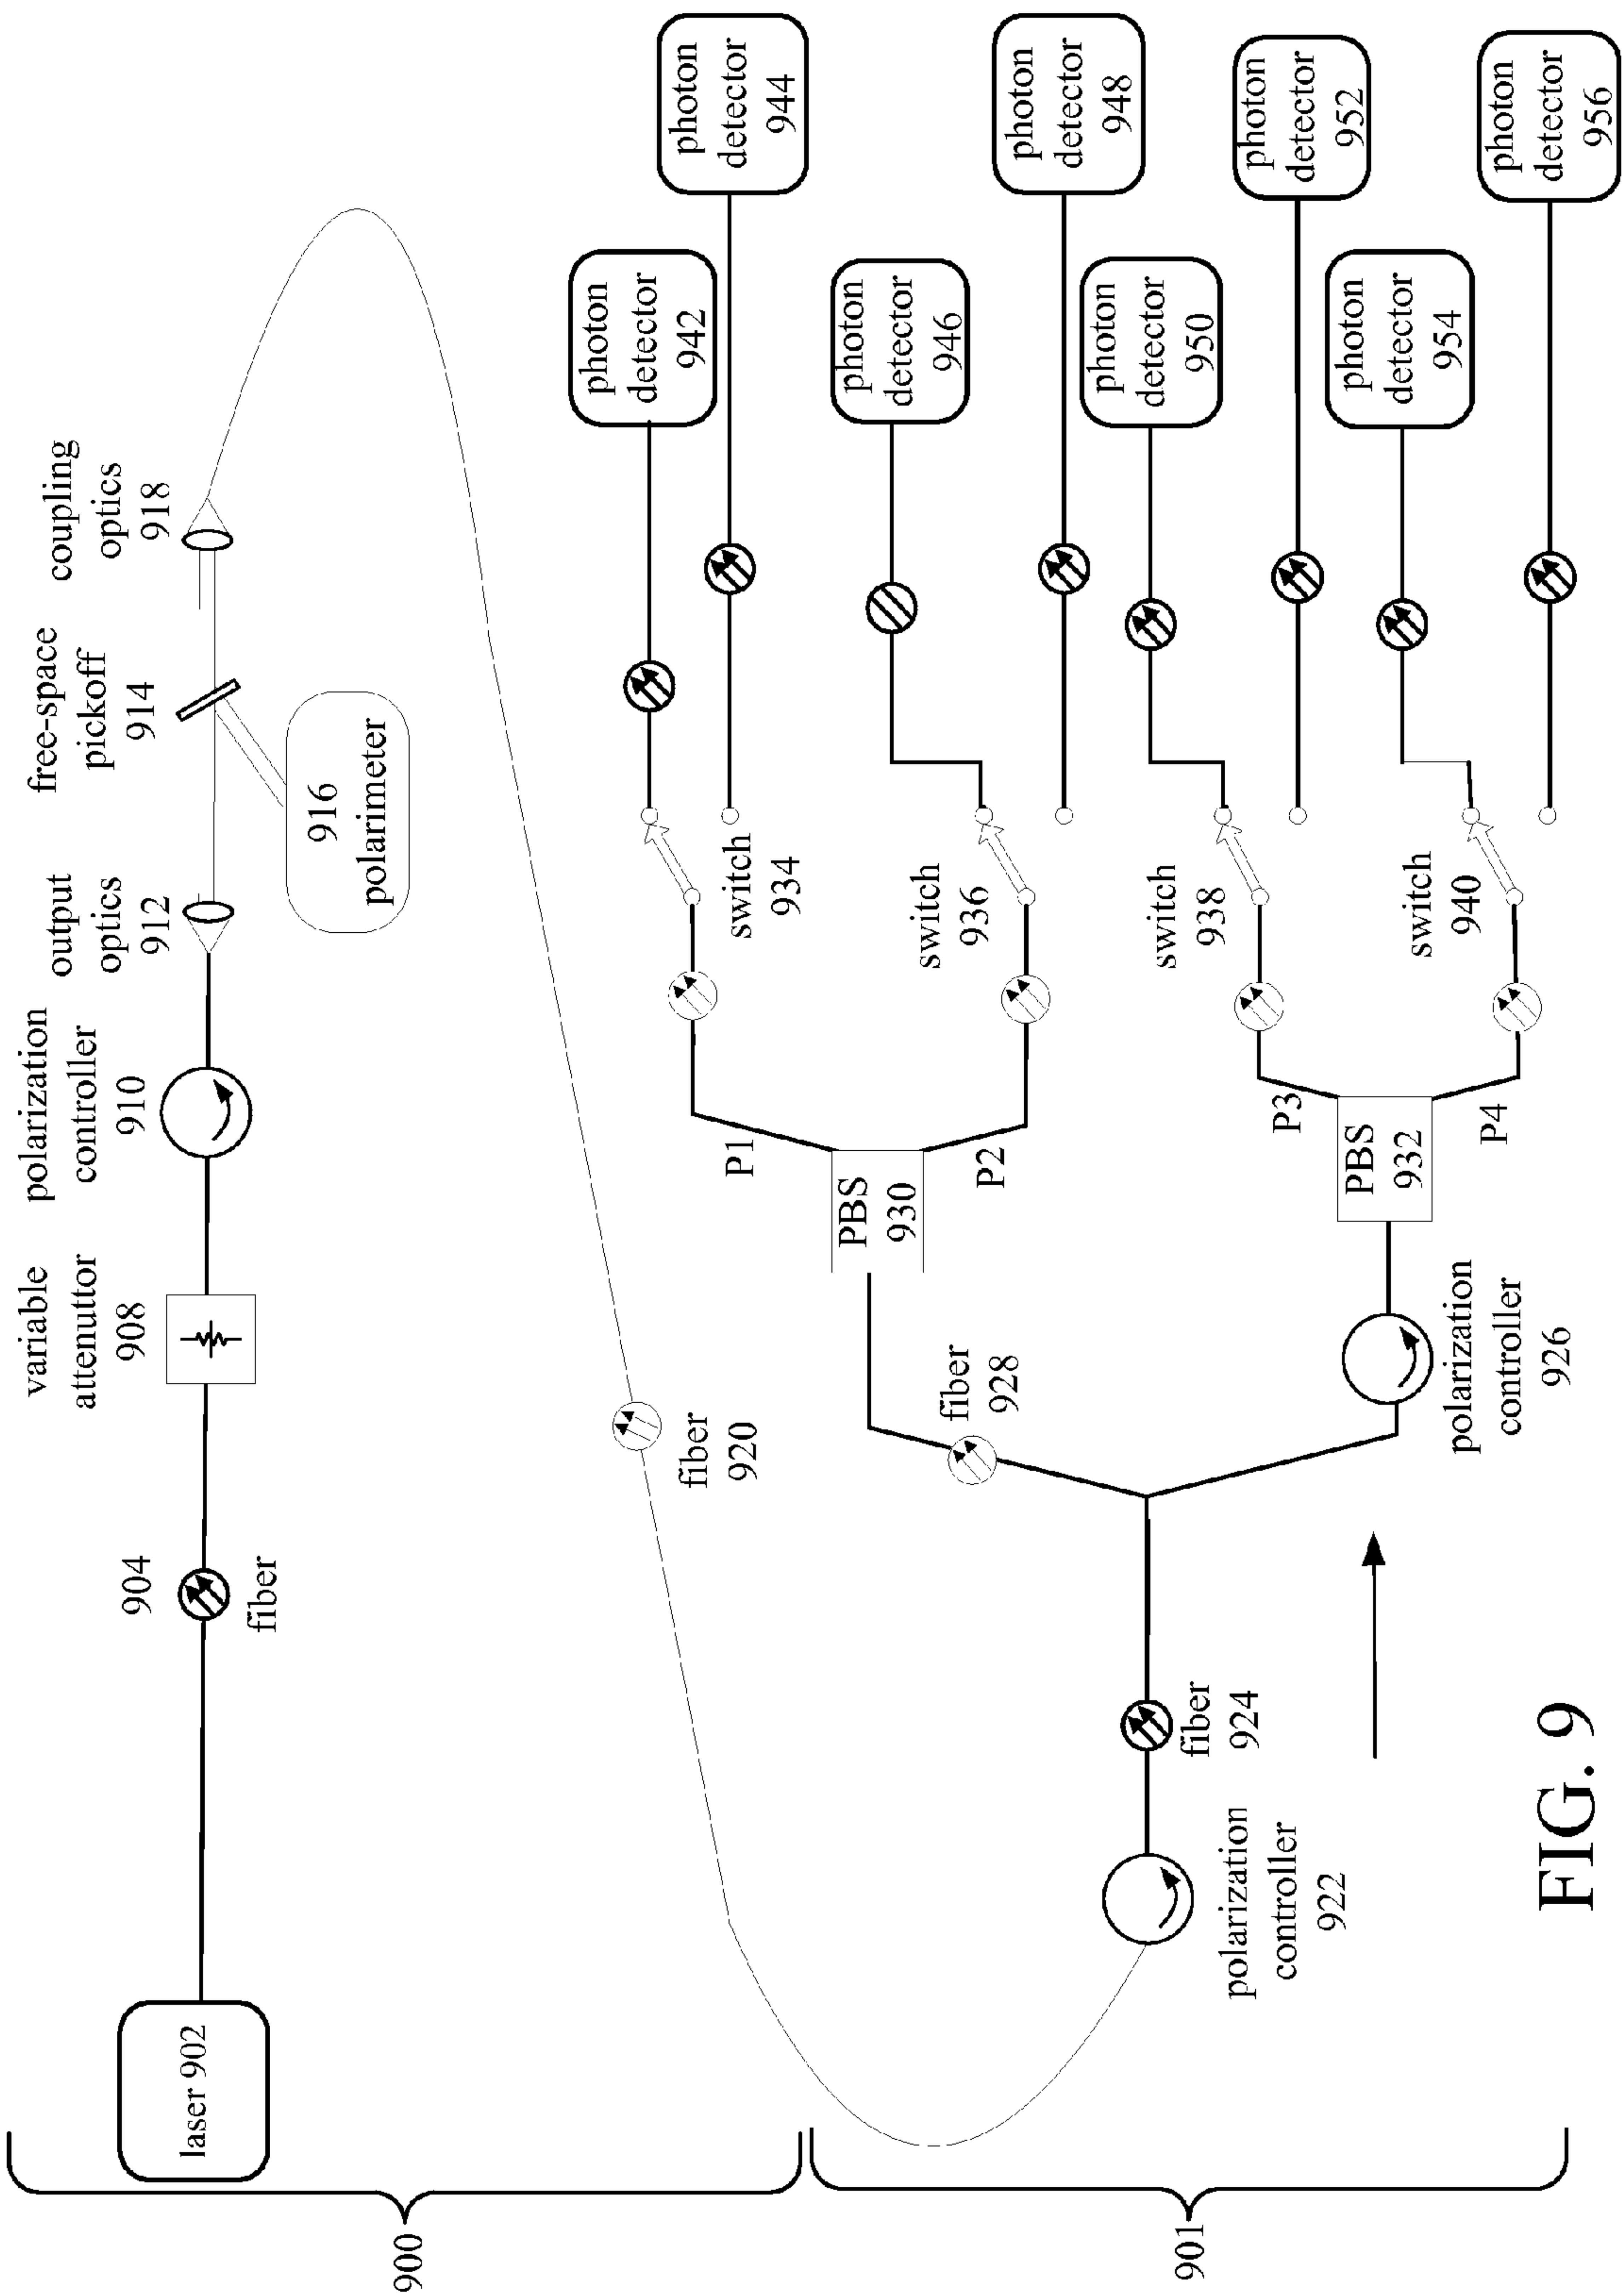 variable
attenuttor
908
polarization
controller
910
output
optics
912
free-space
pickoff
914
coupling
optics
918
904
fiber
laser 902
916
polarimeter
900
fiber
920
photon
detector
942
photon
detector
944
photon
detector
946
photon
detector
948
photon
detector
950
photon
detector
952
photon
detector
954
photon
detector
956
switch
934
switch
936
switch
938
switch
940
P1
P2
P3
P4
PBS
930
PBS
932
fiber
928
polarization
controller
926
fiber
924
polarization
controller
922
901
FIG. 9